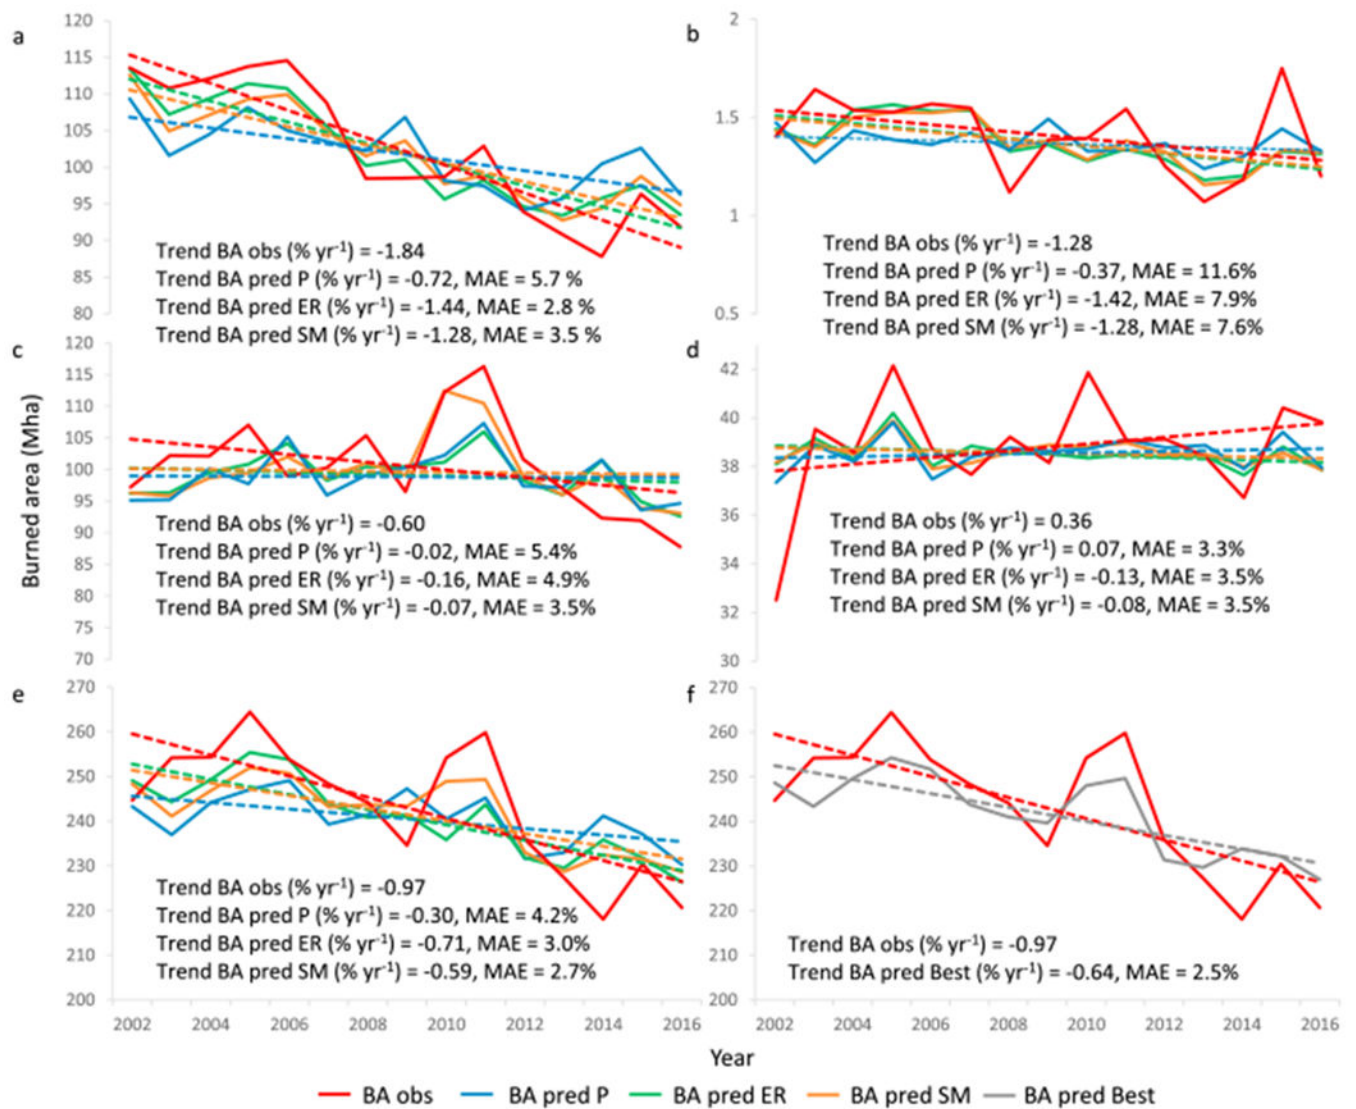 a
120
115
110
105
100
95
90
85
80
Trend BA obs (% yr⁻¹) = -1.84
Trend BA pred P (% yr⁻¹) = -0.72, MAE = 5.7 %
Trend BA pred ER (% yr⁻¹) = -1.44, MAE = 2.8 %
Trend BA pred SM (% yr⁻¹) = -1.28, MAE = 3.5 %
b
2
1.5
1
0.5
Trend BA obs (% yr⁻¹) = -1.28
Trend BA pred P (% yr⁻¹) = -0.37, MAE = 11.6%
Trend BA pred ER (% yr⁻¹) = -1.42, MAE = 7.9%
Trend BA pred SM (% yr⁻¹) = -1.28, MAE = 7.6%
Burned area (Mha)
c
120
115
110
105
100
95
90
85
80
75
70
Trend BA obs (% yr⁻¹) = -0.60
Trend BA pred P (% yr⁻¹) = -0.02, MAE = 5.4%
Trend BA pred ER (% yr⁻¹) = -0.16, MAE = 4.9%
Trend BA pred SM (% yr⁻¹) = -0.07, MAE = 3.5%
d
42
40
38
36
34
32
30
Trend BA obs (% yr⁻¹) = 0.36
Trend BA pred P (% yr⁻¹) = 0.07, MAE = 3.3%
Trend BA pred ER (% yr⁻¹) = -0.13, MAE = 3.5%
Trend BA pred SM (% yr⁻¹) = -0.08, MAE = 3.5%
e
270
260
250
240
230
220
210
200
Trend BA obs (% yr⁻¹) = -0.97
Trend BA pred P (% yr⁻¹) = -0.30, MAE = 4.2%
Trend BA pred ER (% yr⁻¹) = -0.71, MAE = 3.0%
Trend BA pred SM (% yr⁻¹) = -0.59, MAE = 2.7%
2002 2004 2006 2008 2010 2012 2014 2016
f
270
260
250
240
230
220
210
200
Trend BA obs (% yr⁻¹) = -0.97
Trend BA pred Best (% yr⁻¹) = -0.64, MAE = 2.5%
2002 2004 2006 2008 2010 2012 2014 2016
Year
BA obs BA pred P BA pred ER BA pred SM BA pred Best